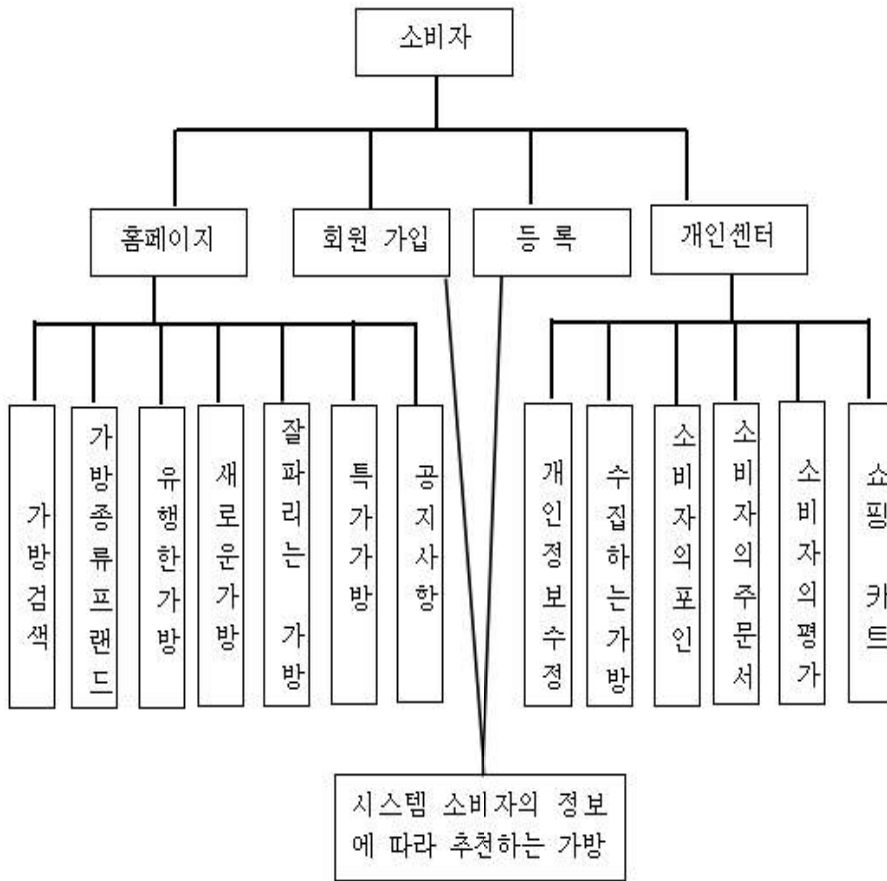 소비자
홈페이지
회원 가입
등 록
개인센터
가방검색
가방종류프랜드
유행한가방
새로운가방
잘파리는 가방
특가가방
공지사항
개인정보수정
수집하는가방
소비자의포인
소비자의주문서
소비자의평가
쇼핑 카트
시스템 소비자의 정보
에 따라 추천하는 가방